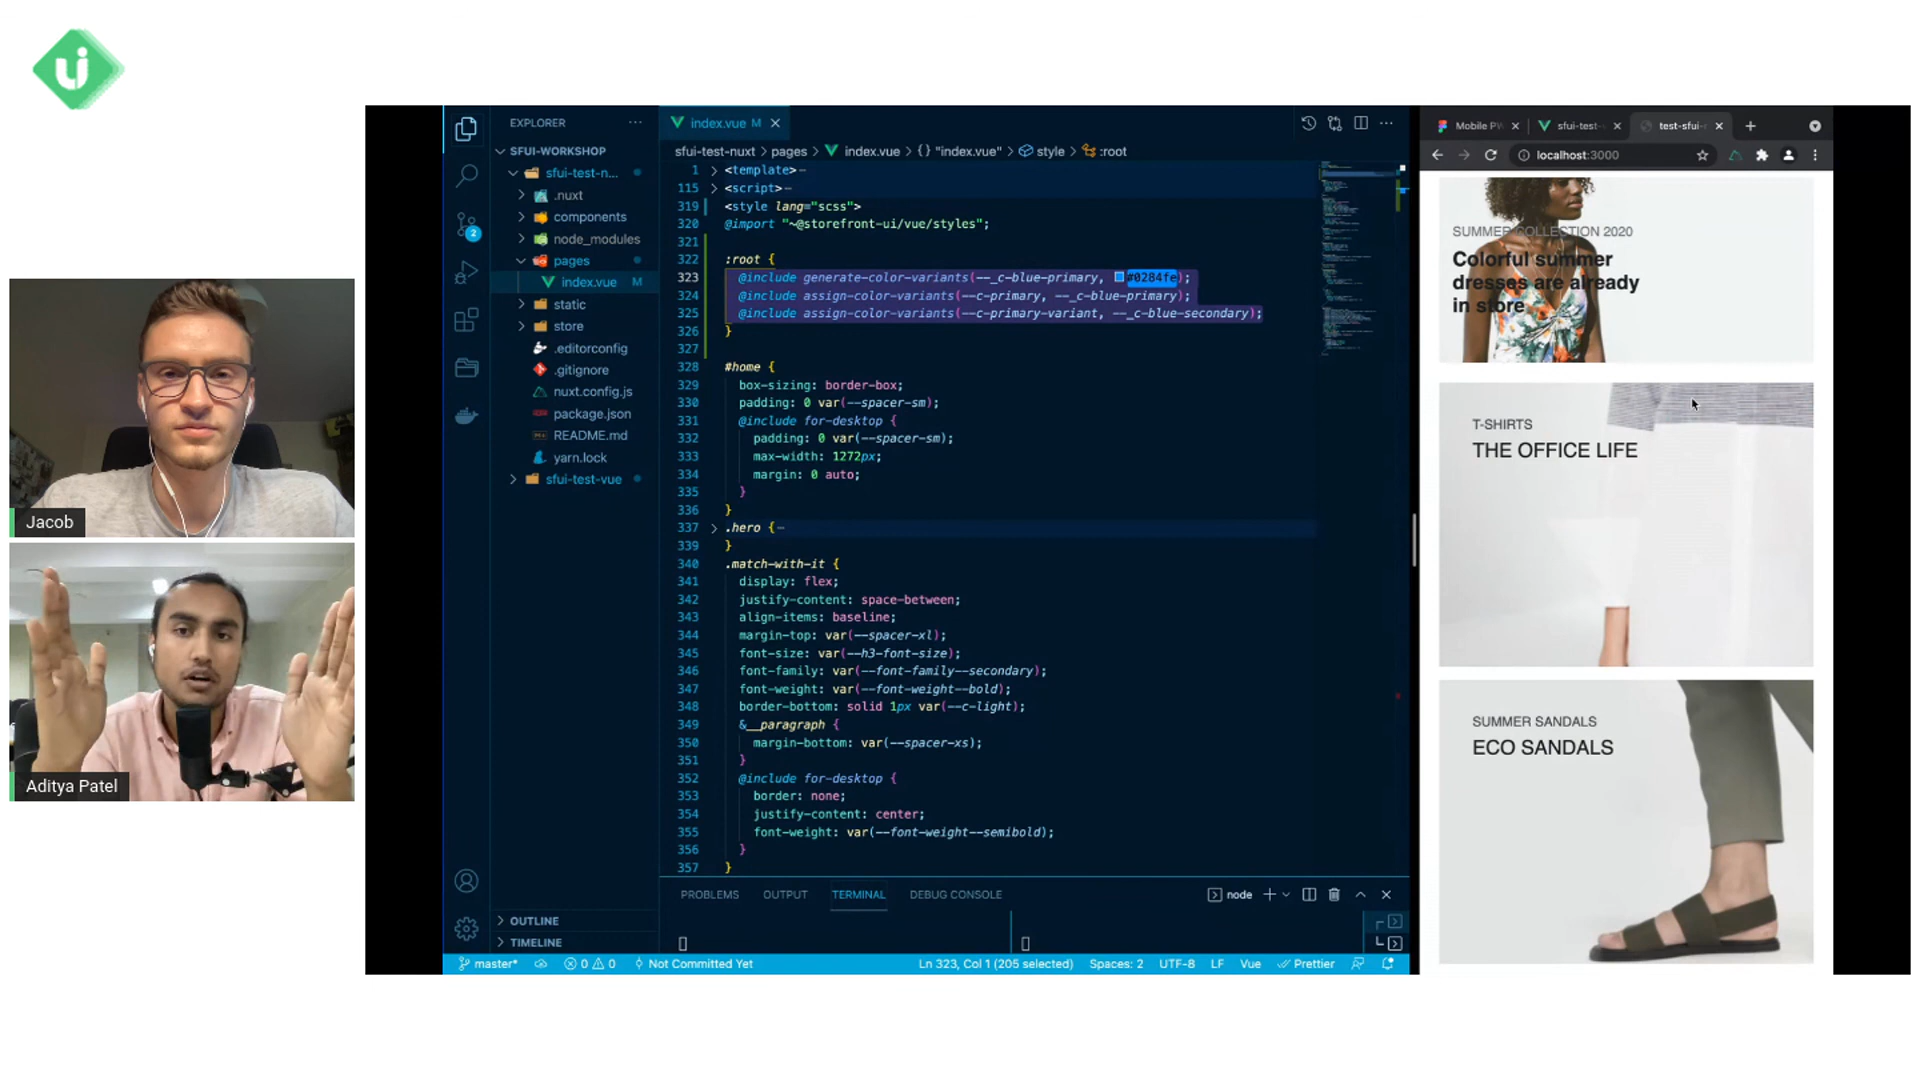 Jacob
Aditya Patel
EXPLORER
SFUI-WORKSHOP
sfui-test-n...
.nuxt
components
node_modules
pages
index.vue M
static
store
.editorconfig
.gitignore
nuxt.config.js
package.json
README.md
yarn.lock
sfui-test-vue
OUTLINE
TIMELINE
2
index.vue M
sfui-test-nuxt > pages > index.vue > {} "index.vue" > style > :root
1 <template>
115 <script>
319 <style lang="scss">
320 @import "~@storefront-ui/vue/styles";
321
322 :root {
323 @include generate-color-variants(--_c-blue-primary, #0284fe);
324 @include assign-color-variants(--c-primary, --_c-blue-primary);
325 @include assign-color-variants(--c-primary-variant, --_c-blue-secondary);
326 }
327
328 #home {
329 box-sizing: border-box;
330 padding: 0 var(--spacer-sm);
331 @include for-desktop {
332 padding: 0 var(--spacer-sm);
333 max-width: 1272px;
334 margin: 0 auto;
335 }
336 }
337 .hero {
339 }
340 .match-with-it {
341 display: flex;
342 justify-content: space-between;
343 align-items: baseline;
344 margin-top: var(--spacer-xl);
345 font-size: var(--h3-font-size);
346 font-family: var(--font-family--secondary);
347 font-weight: var(--font-weight--bold);
348 border-bottom: solid 1px var(--c-light);
349 &__paragraph {
350 margin-bottom: var(--spacer-xs);
351 }
352 @include for-desktop {
353 border: none;
354 justify-content: center;
355 font-weight: var(--font-weight--semibold);
356 }
357 }
PROBLEMS OUTPUT TERMINAL DEBUG CONSOLE
node
master* 0 0 Not Committed Yet
Ln 323, Col 1 (205 selected) Spaces: 2 UTF-8 LF Vue Prettier
Mobile PW sfui-test- test-sfui-
localhost:3000
SUMMER COLLECTION 2020
Colorful summer
dresses are already
in store
T-SHIRTS
THE OFFICE LIFE
SUMMER SANDALS
ECO SANDALS